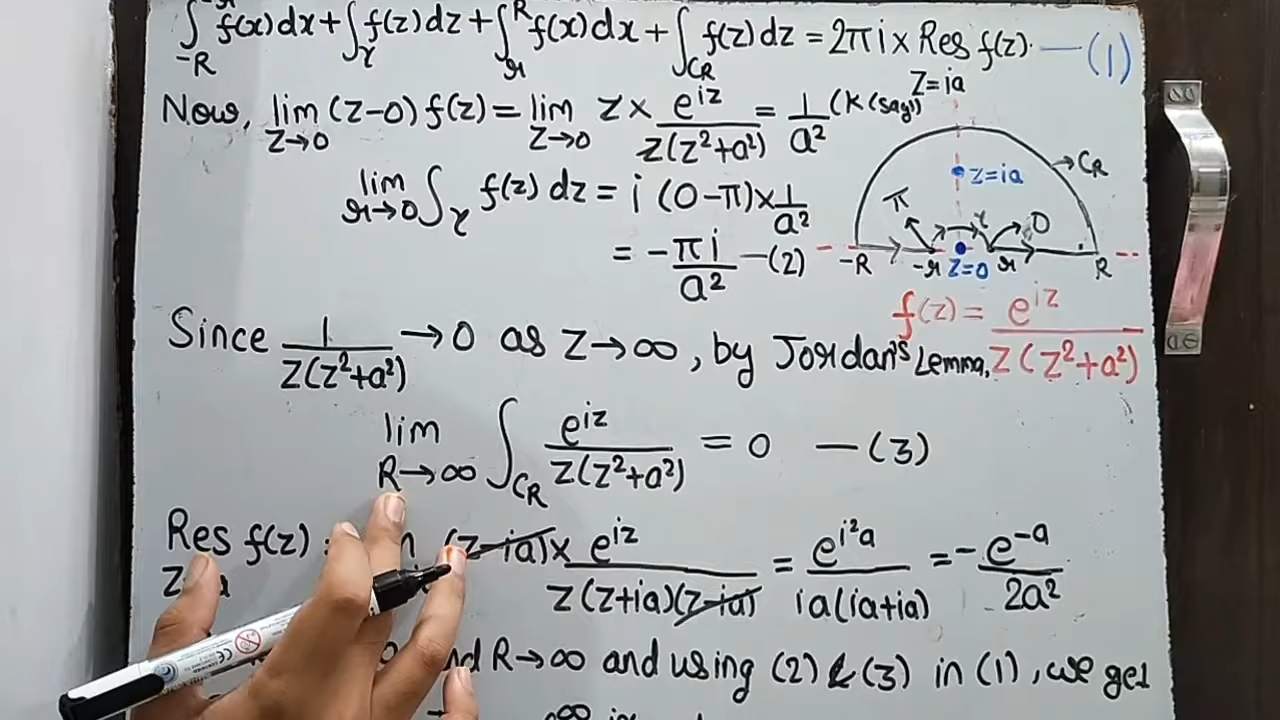 ∫_{-R}^{-r} f(x)dx + ∫_γ f(z)dz + ∫_r^R f(x)dx + ∫_{C_R} f(z)dz = 2πi × Res f(z). —(1)
z=ia
Now, lim_{z→0} (z-0) f(z) = lim_{z→0} z × e^{iz}/z(z²+a²) = 1/a² (K (say))
lim_{r→0} ∫_γ f(z) dz = i (0-π) × 1/a²
= -πi/a² —(2)
C_R
z=ia
π γ 0
-R -r z=0 r R
f(z) = e^{iz}/z(z²+a²)
Since 1/z(z²+a²) → 0 as z→∞, by Jordan's Lemma,
lim_{R→∞} ∫_{C_R} e^{iz}/z(z²+a²) = 0 —(3)
Res f(z) (z-ia) × e^{iz}/z(z+ia)(z-ia) = e^{i²a}/ia(ia+ia) = -e^{-a}/2a²
R→∞ and using (2) & (3) in (1), we get